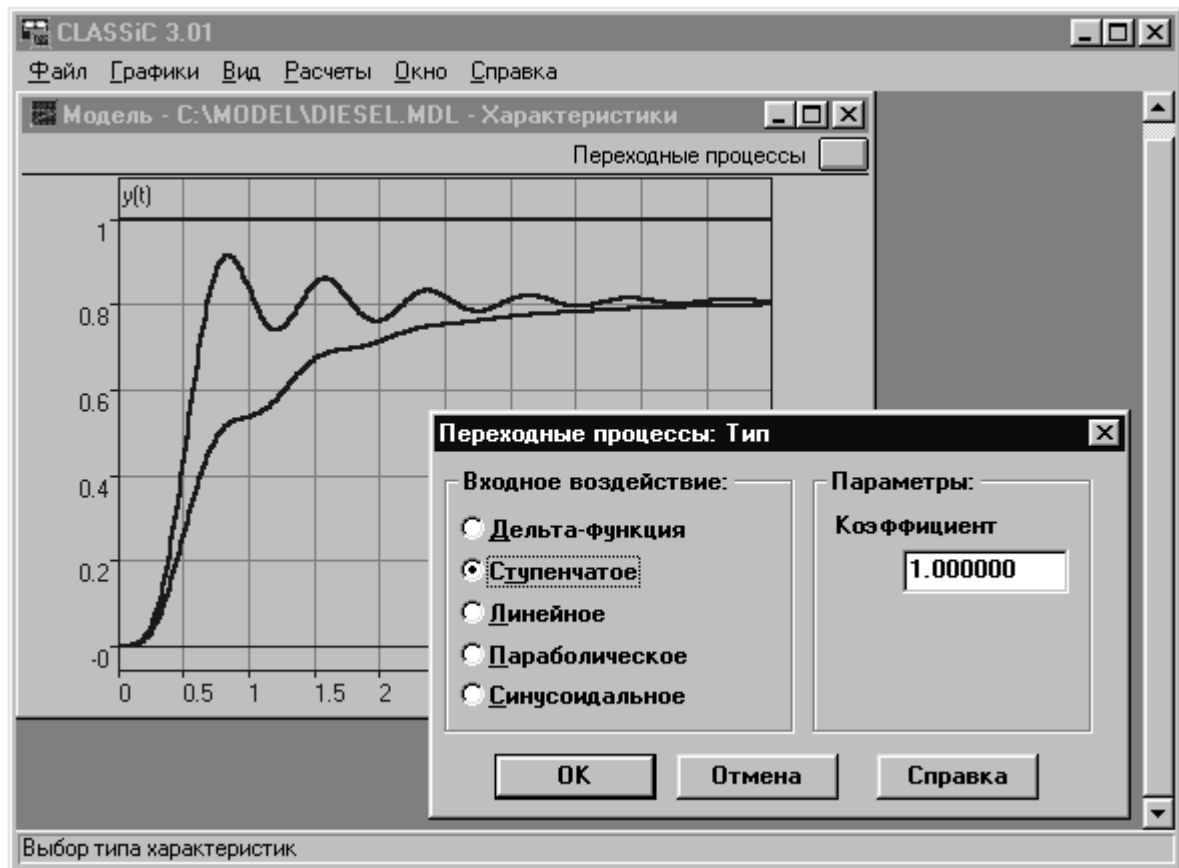 CLASSiC 3.01
Файл Графики Вид Расчеты Окно Справка
Модель - C:\MODEL\DIESEL.MDL - Характеристики
Переходные процессы
y(t)
1
0.8
0.6
0.4
0.2
-0
0 0.5 1 1.5 2
Переходные процессы: Тип
Входное воздействие:
Дельта-функция
Ступенчатое
Линейное
Параболическое
Синусоидальное
Параметры:
Коэффициент
1.000000
OK Отмена Справка
Выбор типа характеристик